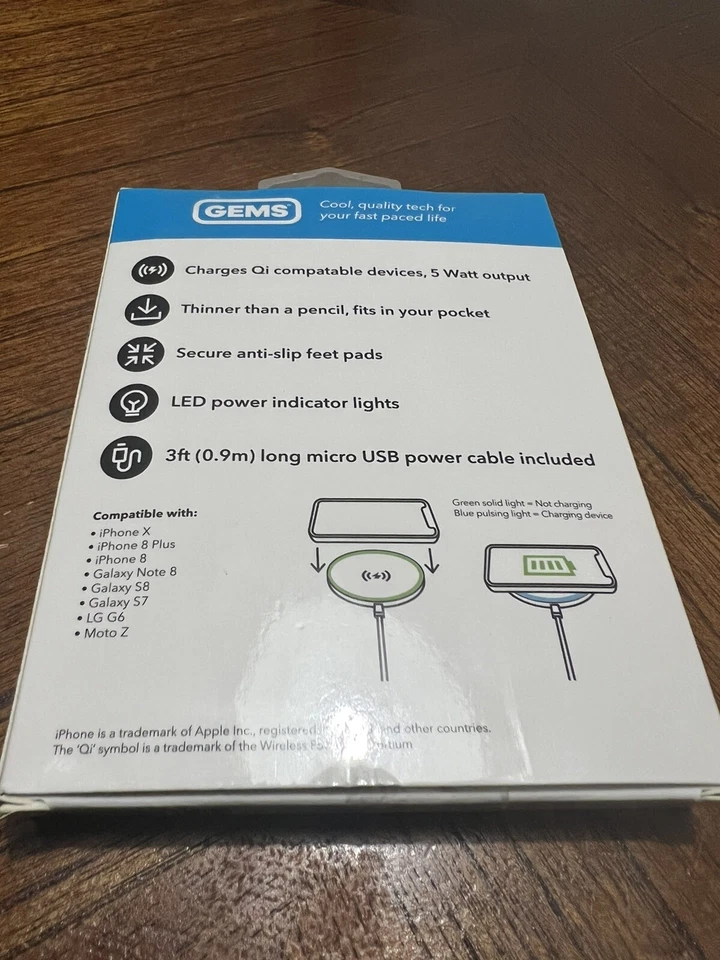 GEMS
Cool, quality tech for
your fast paced life
Charges Qi compatable devices, 5 Watt output
Thinner than a pencil, fits in your pocket
Secure anti-slip feet pads
LED power indicator lights
3ft (0.9m) long micro USB power cable included
Compatible with:
• iPhone X
• iPhone 8 Plus
• iPhone 8
• Galaxy Note 8
• Galaxy S8
• Galaxy S7
• LG G6
• Moto Z
Green solid light = Not charging
Blue pulsing light = Charging device
iPhone is a trademark of Apple Inc., registered and other countries.
The 'Qi' symbol is a trademark of the Wireless